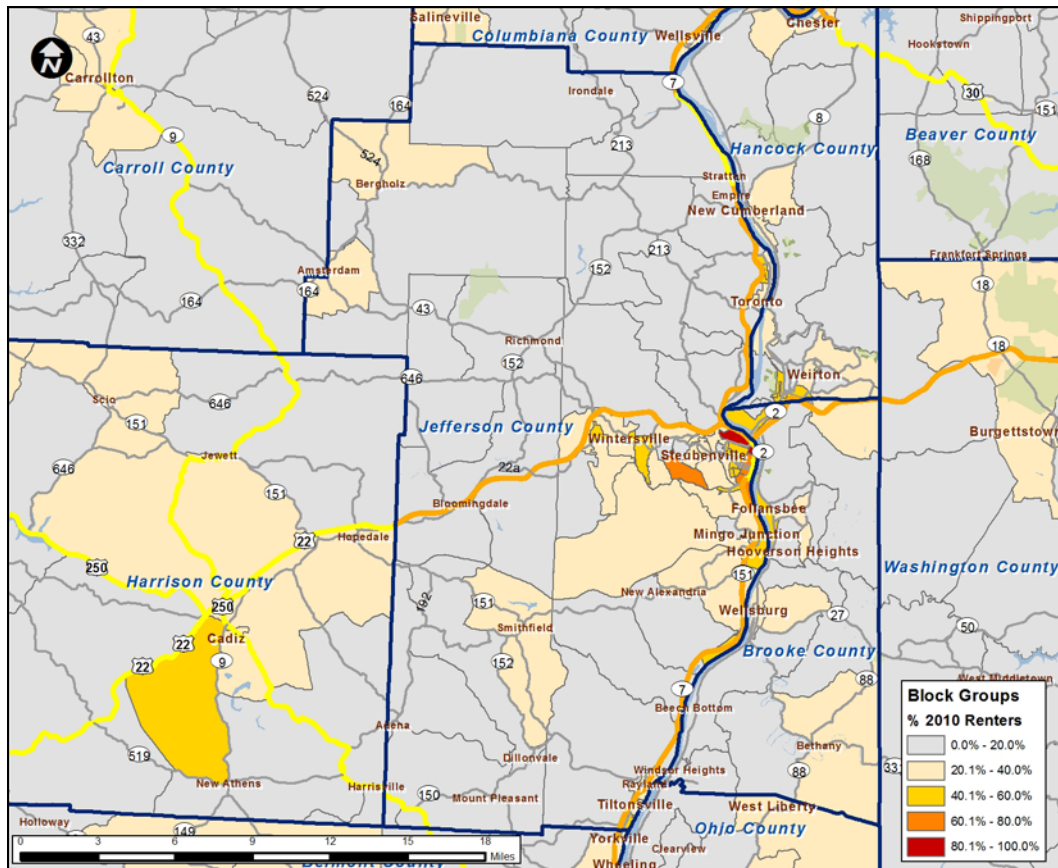 Salineville
Columbiana County
Chester
Wellsville
Shippingport
Hookstown
43
N
Carrollton
7
Irondale
30
524
164
8
151
9
Beaver County
213
Hancock County
168
Carroll County
524
Bergholz
Stratton
Empire
New Cumberland
332
213
Frankfort Springs
Amsterdam
152
18
164
164
43
Toronto
Richmond
18
152
646
Weirton
Scio
646
2
151
Jefferson County
Burgettstown
Wintersville
Steubenville
2
Jewett
646
22a
151
Bloomingdale
Follansbee
22
Hopedale
Mingo Junction
Hooverson Heights
250
151
Washington County
Harrison County
192
New Alexandria
250
151
Wellsburg
27
Smithfield
50
22
Cadiz
Brooke County
22
9
152
West Middletown
88
7
Beech Bottom
Adena
519
Bethany
Dillonvale
Windsor Heights
88
331
New Athens
Rayland
Harrisville
150
Mount Pleasant
Tiltonsville
West Liberty
Holloway
149
Yorkville
Ohio County
Clearview
Belmont County
Wheeling
0 3 6 9 12 15 18
Miles
Block Groups
% 2010 Renters
0.0% - 20.0%
20.1% - 40.0%
40.1% - 60.0%
60.1% - 80.0%
80.1% - 100.0%